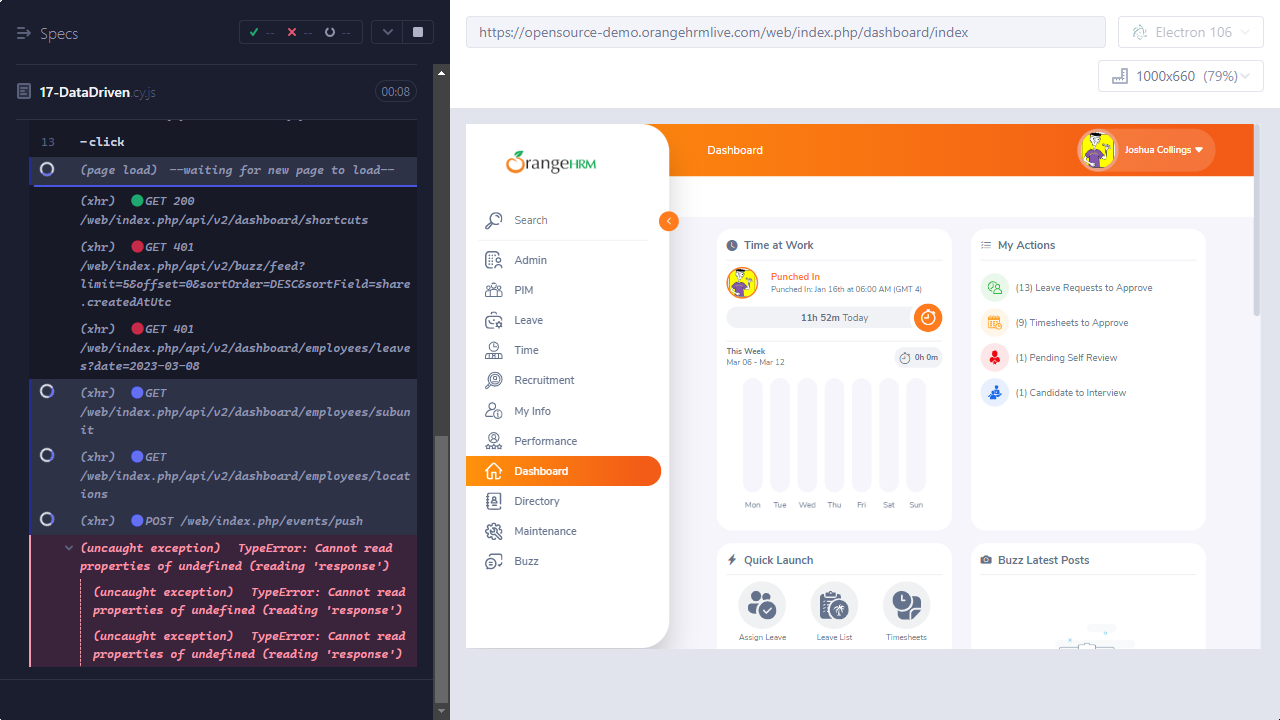 Specs
-- -- --
17-DataDriven.cy.js
00:08
13 -click
(page load) --waiting for new page to load--
(xhr) GET 200
/web/index.php/api/v2/dashboard/shortcuts
(xhr) GET 401
/web/index.php/api/v2/buzz/feed?
limit=5&offset=0&sortOrder=DESC&sortField=share
.createdAtUtc
(xhr) GET 401
/web/index.php/api/v2/dashboard/employees/leave
s?date=2023-03-08
(xhr) GET
/web/index.php/api/v2/dashboard/employees/subun
it
(xhr) GET
/web/index.php/api/v2/dashboard/employees/locat
ions
(xhr) POST /web/index.php/events/push
(uncaught exception) TypeError: Cannot read
properties of undefined (reading 'response')
(uncaught exception) TypeError: Cannot read
properties of undefined (reading 'response')
(uncaught exception) TypeError: Cannot read
properties of undefined (reading 'response')
https://opensource-demo.orangehrmlive.com/web/index.php/dashboard/index
Electron 106
1000x660 (79%)
OrangeHRM
Search
Admin
PIM
Leave
Time
Recruitment
My Info
Performance
Dashboard
Directory
Maintenance
Buzz
Dashboard
Joshua Collings
Time at Work
Punched In
Punched In: Jan 16th at 06:00 AM (GMT 4)
11h 52m Today
This Week
Mar 06 - Mar 12
0h 0m
Mon Tue Wed Thu Fri Sat Sun
My Actions
(13) Leave Requests to Approve
(9) Timesheets to Approve
(1) Pending Self Review
(1) Candidate to Interview
Quick Launch
Assign Leave
Leave List
Timesheets
Buzz Latest Posts